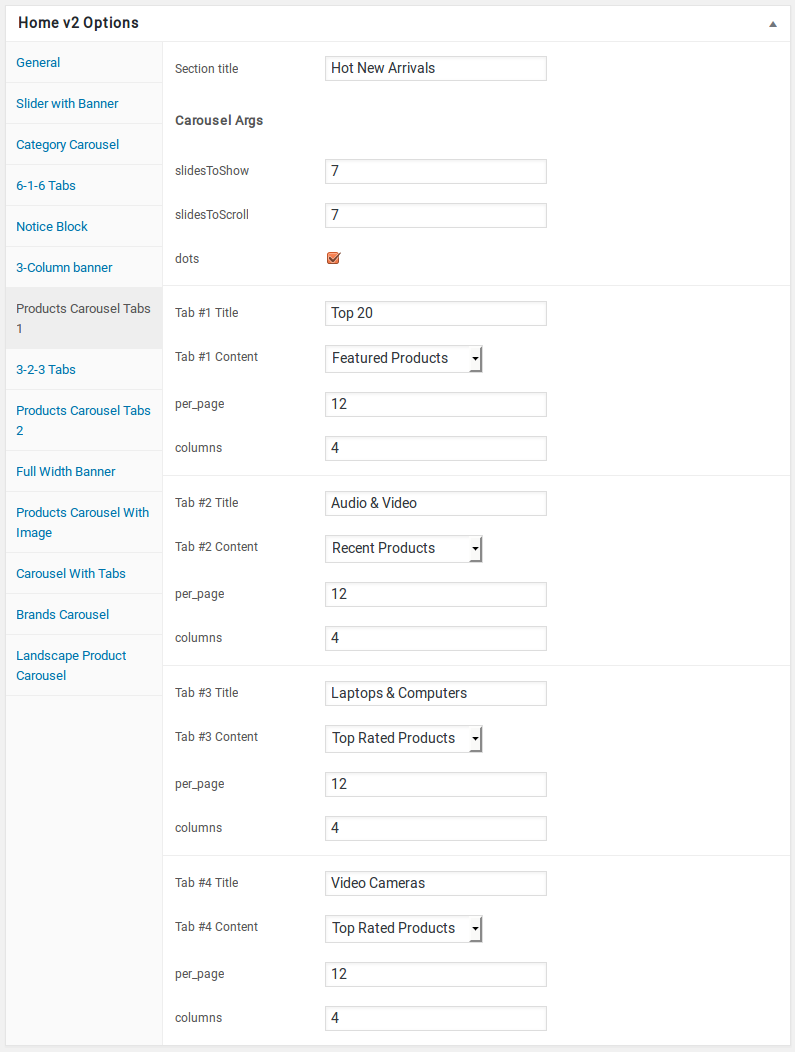 Home v2 Options
General
Slider with Banner
Category Carousel
6-1-6 Tabs
Notice Block
3-Column banner
Products Carousel Tabs
1
3-2-3 Tabs
Products Carousel Tabs
2
Full Width Banner
Products Carousel With
Image
Carousel With Tabs
Brands Carousel
Landscape Product
Carousel
Section title Hot New Arrivals
Carousel Args
slidesToShow 7
slidesToScroll 7
dots
Tab #1 Title Top 20
Tab #1 Content Featured Products
per_page 12
columns 4
Tab #2 Title Audio & Video
Tab #2 Content Recent Products
per_page 12
columns 4
Tab #3 Title Laptops & Computers
Tab #3 Content Top Rated Products
per_page 12
columns 4
Tab #4 Title Video Cameras
Tab #4 Content Top Rated Products
per_page 12
columns 4